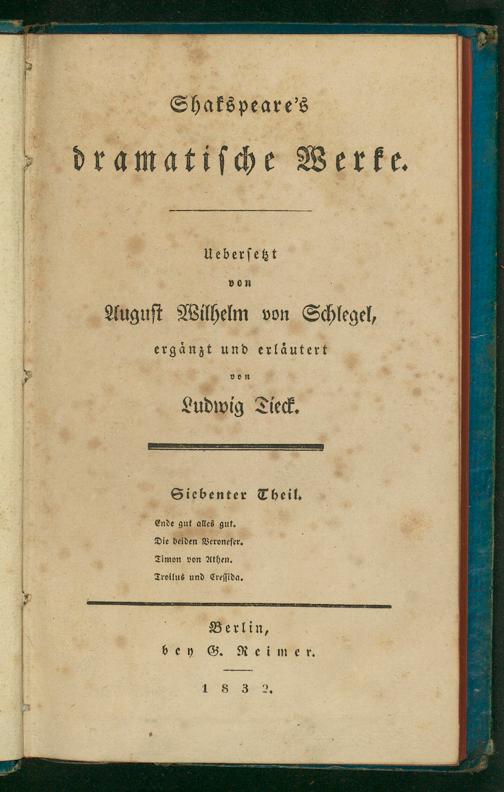 Shakspeare's
dramatische Werke.
Uebersetzt
von
August Wilhelm von Schlegel,
ergänzt und erläutert
von
Ludwig Tieck.
Siebenter Theil.
Ende gut alles gut.
Die beiden Veroneser.
Timon von Athen.
Troilus und Cressida.
Berlin,
bey G. Reimer.
1832.